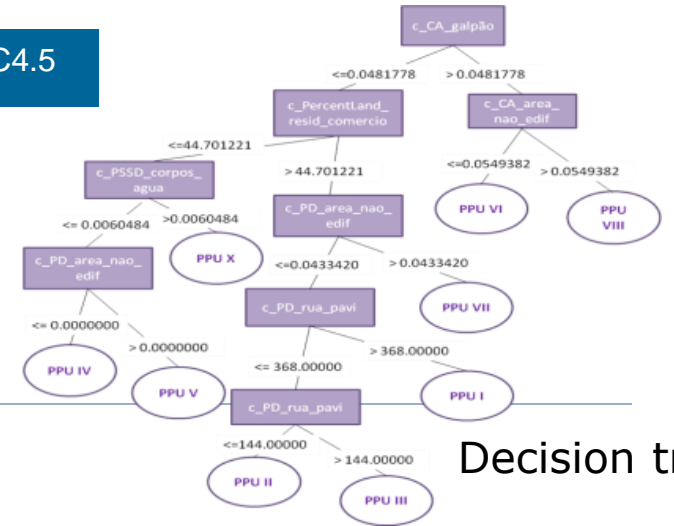 C4.5
c_CA_galpão
<=0.0481778
> 0.0481778
c_PercentLand_
resid_comercio
c_CA_area_
nao_edif
<=44.701221
> 44.701221
<=0.0549382
> 0.0549382
c_PSSD_corpos_
agua
c_PD_area_nao_
edif
PPU VI
PPU
VIII
<= 0.0060484
>0.0060484
<=0.0433420
> 0.0433420
c_PD_area_nao_
edif
PPU X
c_PD_rua_pavi
PPU VII
<= 0.0000000
> 0.0000000
<= 368.00000
> 368.00000
PPU IV
PPU V
c_PD_rua_pavi
PPU I
<=144.00000
> 144.00000
PPU II
PPU III
Decision